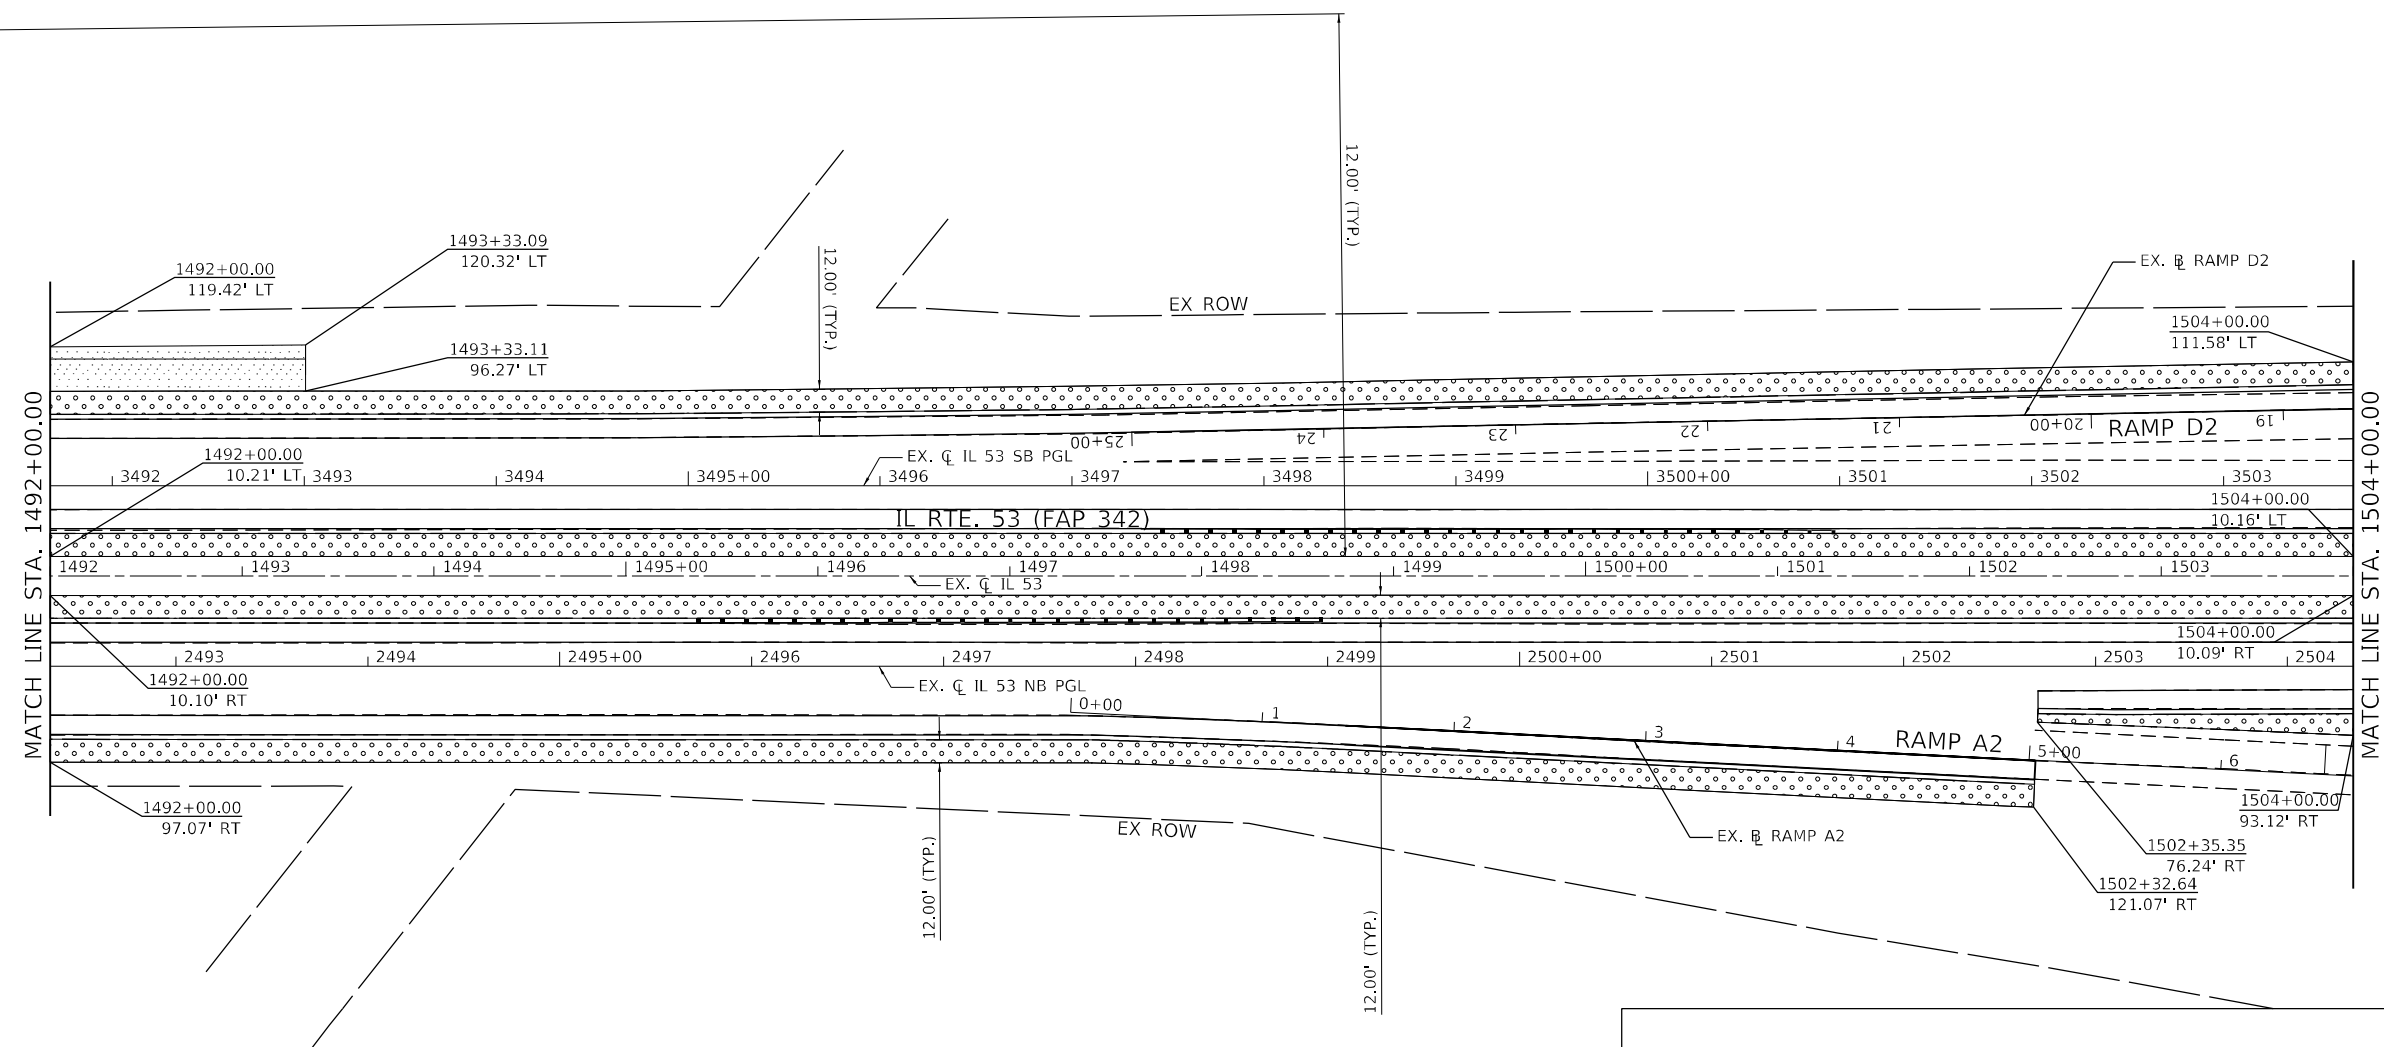 12.00' (TYP.)
1493+33.09
120.32' LT
1492+00.00
119.42' LT
12.00' (TYP.)
EX. ⅊ RAMP D2
EX ROW
1504+00.00
111.58' LT
1493+33.11
96.27' LT
MATCH LINE STA. 1492+00.00
MATCH LINE STA. 1504+00.00
25+00 24 23 22 21 20+00 19
RAMP D2
1492+00.00
10.21' LT
EX. ℄ IL 53 SB PGL
3492 3493 3494 3495+00 3496 3497 3498 3499 3500+00 3501 3502 3503
1504+00.00
10.16' LT
IL RTE. 53 (FAP 342)
1492 1493 1494 1495+00 1496 1497 1498 1499 1500+00 1501 1502 1503
EX. ℄ IL 53
1504+00.00
10.09' RT
2493 2494 2495+00 2496 2497 2498 2499 2500+00 2501 2502 2503 2504
1492+00.00
10.10' RT
EX. ℄ IL 53 NB PGL
0+00 1 2 3 4 5+00 6
RAMP A2
1492+00.00
97.07' RT
1504+00.00
93.12' RT
EX ROW
EX. ⅊ RAMP A2
12.00' (TYP.)
1502+35.35
76.24' RT
1502+32.64
121.07' RT
12.00' (TYP.)